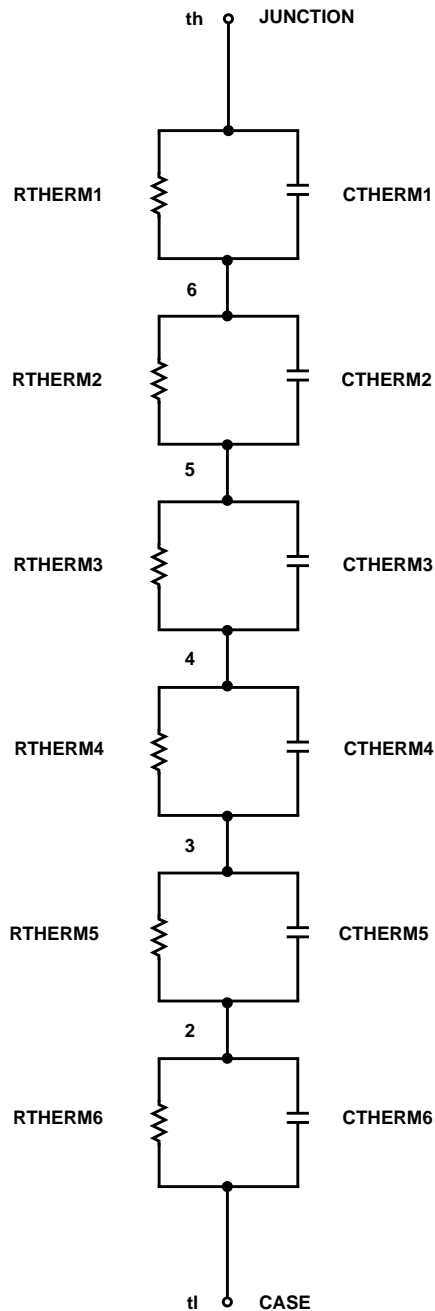 th JUNCTION
RTHERM1 CTHERM1
6
RTHERM2 CTHERM2
5
RTHERM3 CTHERM3
4
RTHERM4 CTHERM4
3
RTHERM5 CTHERM5
2
RTHERM6 CTHERM6
tl CASE